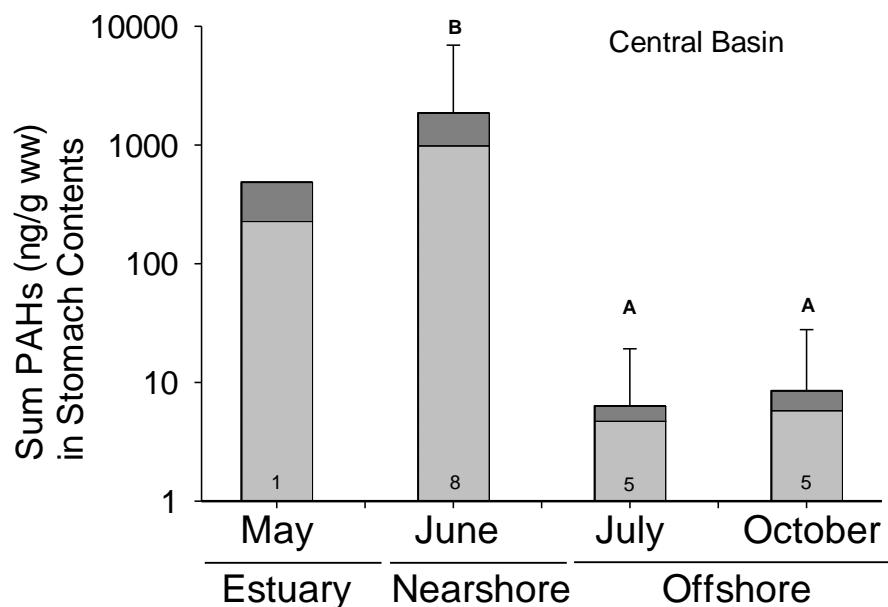 Central Basin
Sum PAHs (ng/g ww)
in Stomach Contents
10000
1000
100
10
1
B
A
A
1
8
5
5
May June July October
Estuary Nearshore Offshore